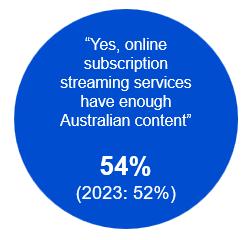 “Yes, online
subscription
streaming services
have enough
Australian content”
54%
(2023: 52%)